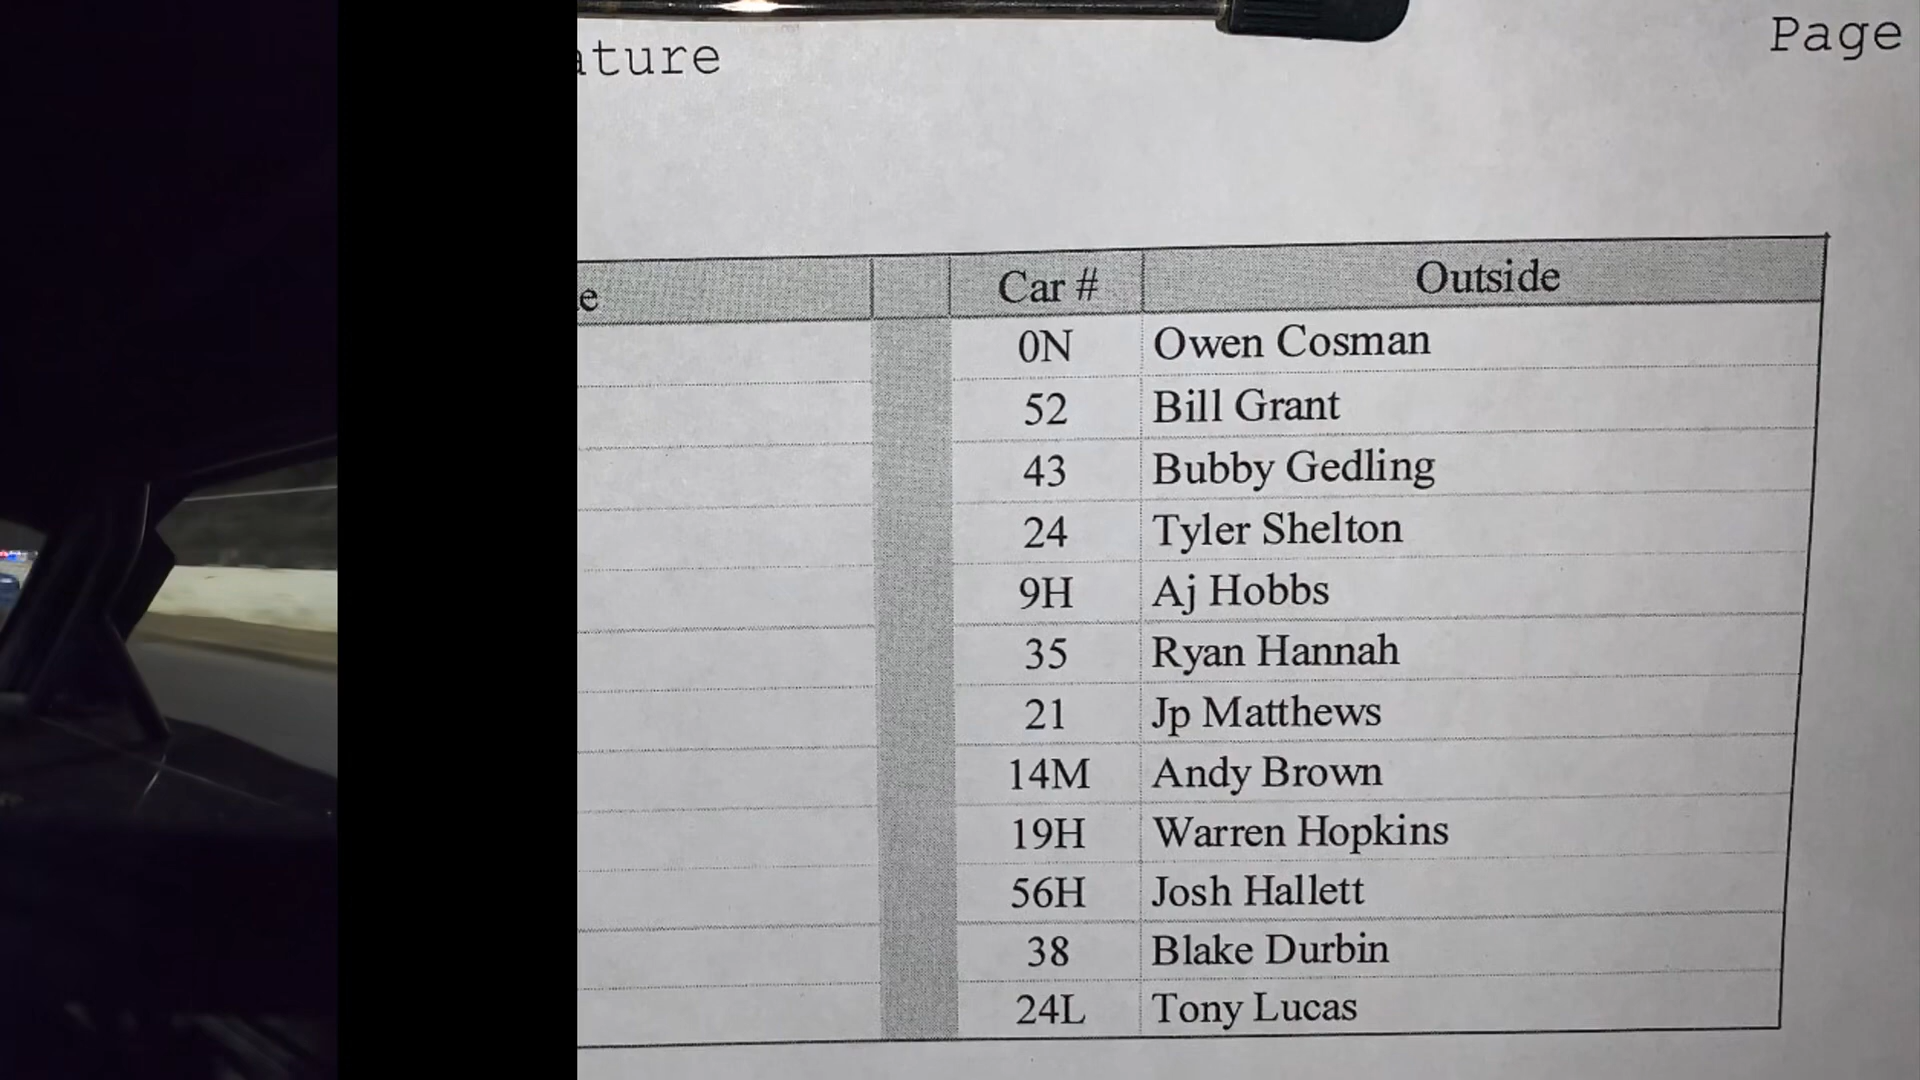 ature
Page
e
Car # Outside
0N Owen Cosman
52 Bill Grant
43 Bubby Gedling
24 Tyler Shelton
9H Aj Hobbs
35 Ryan Hannah
21 Jp Matthews
14M Andy Brown
19H Warren Hopkins
56H Josh Hallett
38 Blake Durbin
24L Tony Lucas